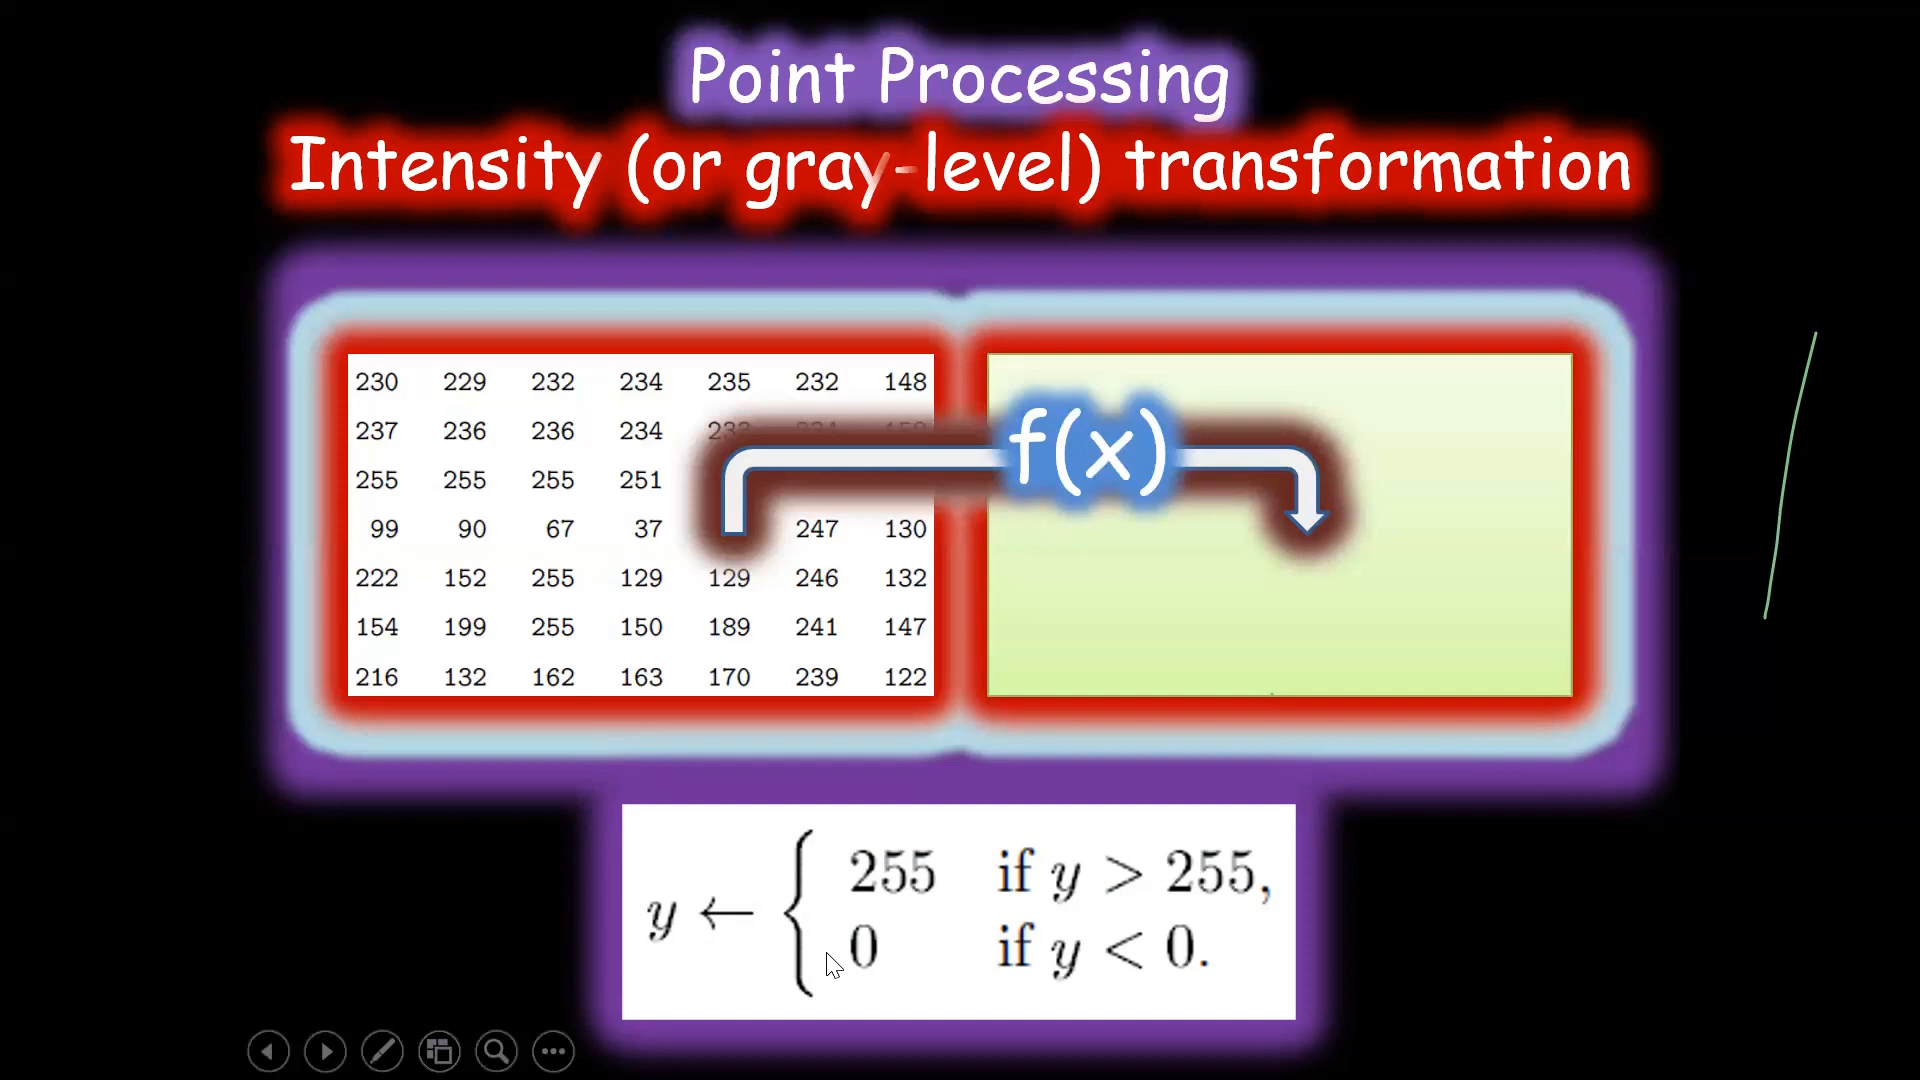 Point Processing
Intensity (or gray-level) transformation
230 229 232 234 235 232 148
237 236 236 234 233
255 255 255 251
99 90 67 37 247 130
222 152 255 129 129 246 132
154 199 255 150 189 241 147
216 132 162 163 170 239 122
f(x)
y ← { 255 if y > 255,
0 if y < 0.